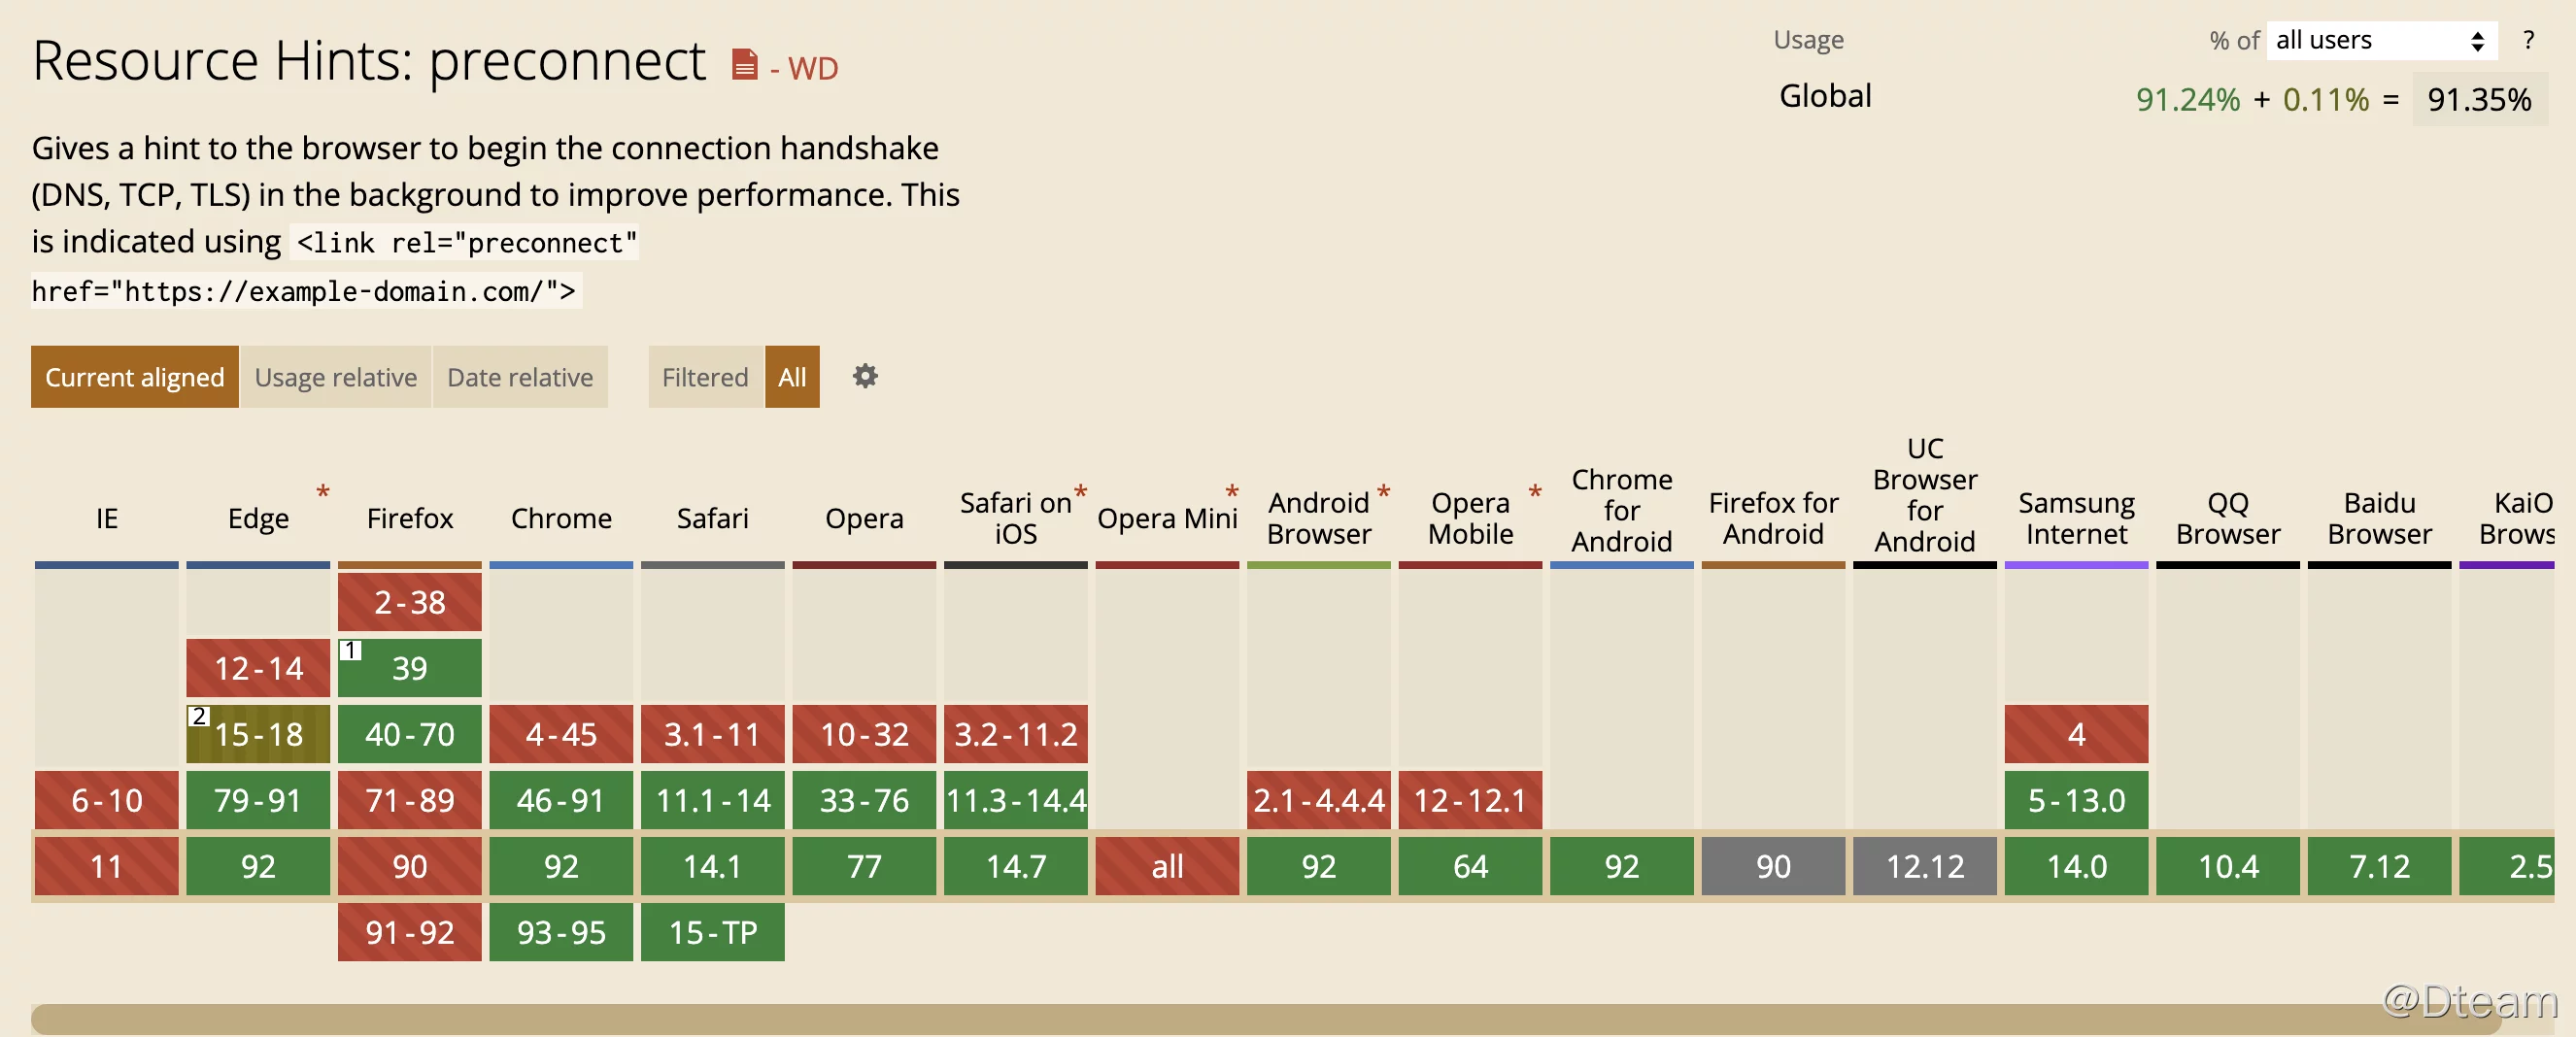 Resource Hints: preconnect - WD
Usage % of all users ?
Global 91.24% + 0.11% = 91.35%
Gives a hint to the browser to begin the connection handshake
(DNS, TCP, TLS) in the background to improve performance. This
is indicated using <link rel="preconnect"
href="https://example-domain.com/">
Current aligned Usage relative Date relative Filtered All
IE
Edge *
Firefox
Chrome
Safari
Opera
Safari on *
iOS
Opera Mini *
Android *
Browser
Opera *
Mobile
Chrome
for
Android
Firefox for
Android
UC
Browser
for
Android
Samsung
Internet
QQ
Browser
Baidu
Browser
KaiO
Brows
2-38
12-14 1 39
2 15-18 40-70 4-45 3.1-11 10-32 3.2-11.2 4
6-10 79-91 71-89 46-91 11.1-14 33-76 11.3-14.4 2.1-4.4.4 12-12.1 5-13.0
11 92 90 92 14.1 77 14.7 all 92 64 92 90 12.12 14.0 10.4 7.12 2.5
91-92 93-95 15-TP
@Dteam